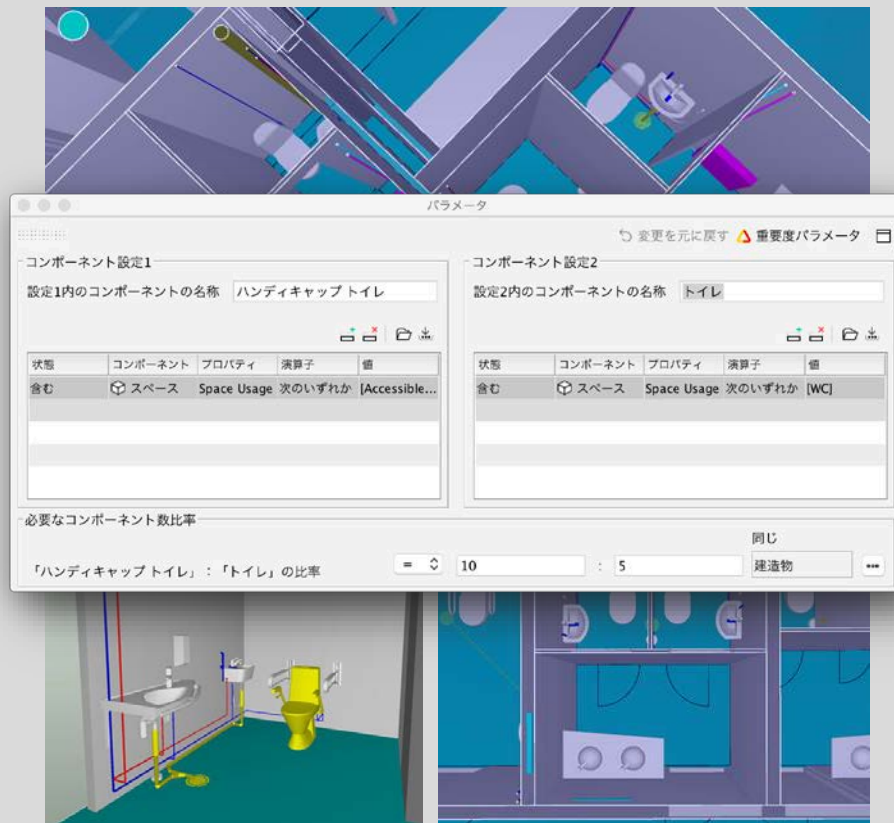 パラメータ
変更を元に戻す 重要度パラメータ
コンポーネント設定1
設定1内のコンポーネントの名称 ハンディキャップ トイレ
状態 コンポーネント プロパティ 演算子 値
含む スペース Space Usage 次のいずれか [Accessible...
コンポーネント設定2
設定2内のコンポーネントの名称 トイレ
状態 コンポーネント プロパティ 演算子 値
含む スペース Space Usage 次のいずれか [WC]
必要なコンポーネント数比率
同じ
「ハンディキャップ トイレ」:「トイレ」の比率 = 10 : 5 建造物 •••